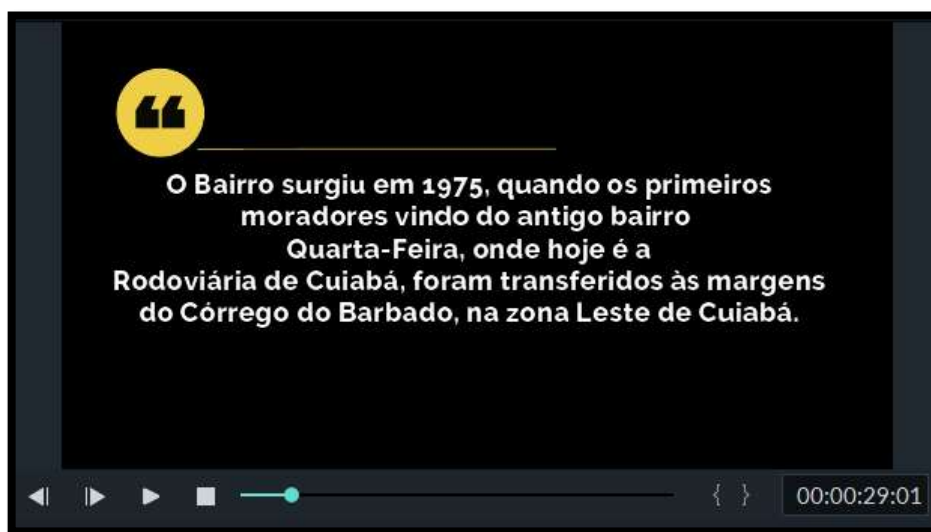 ❝
O Bairro surgiu em 1975, quando os primeiros
moradores vindo do antigo bairro
Quarta-Feira, onde hoje é a
Rodoviária de Cuiabá, foram transferidos às margens
do Córrego do Barbado, na zona Leste de Cuiabá.
{ } 00:00:29:01